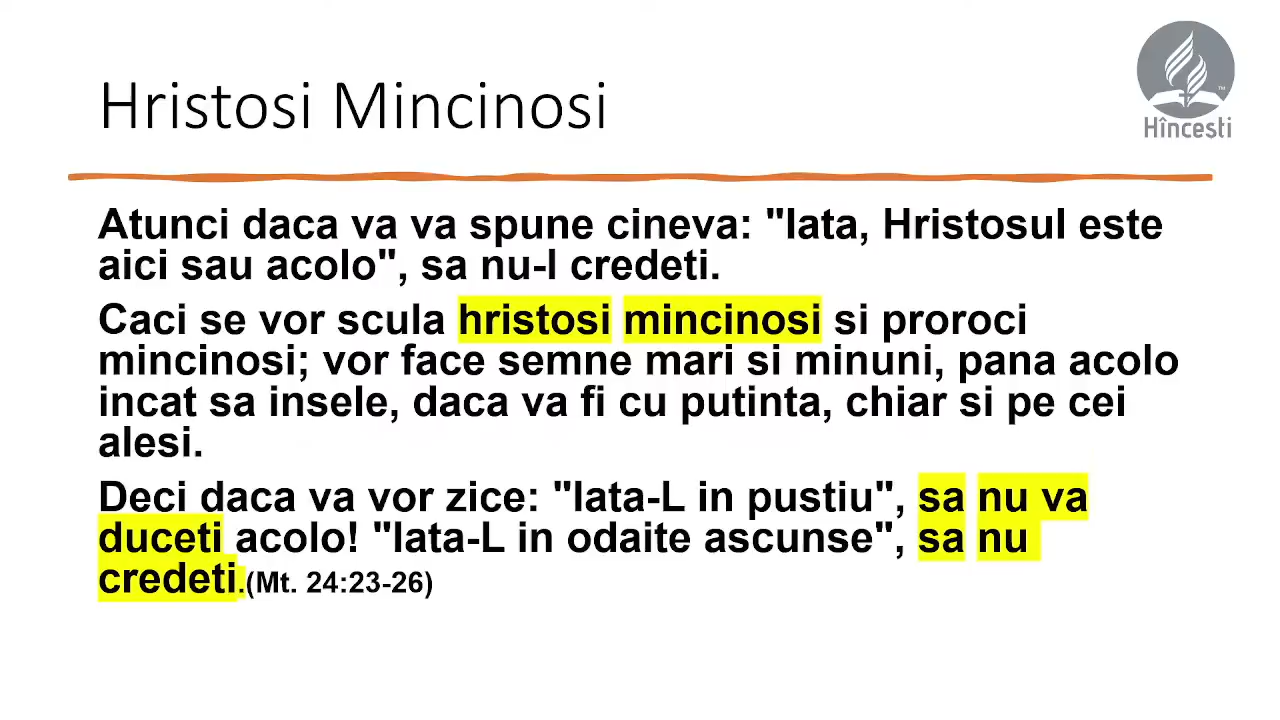 Hristosi Mincinosi
™
Hîncești
Atunci daca va va spune cineva: "Iata, Hristosul este
aici sau acolo", sa nu-l credeti.
Caci se vor scula hristosi mincinosi si proroci
mincinosi; vor face semne mari si minuni, pana acolo
incat sa insele, daca va fi cu putinta, chiar si pe cei
alesi.
Deci daca va vor zice: "Iata-L in pustiu", sa nu va
duceti acolo! "Iata-L in odaite ascunse", sa nu
credeti.(Mt. 24:23-26)